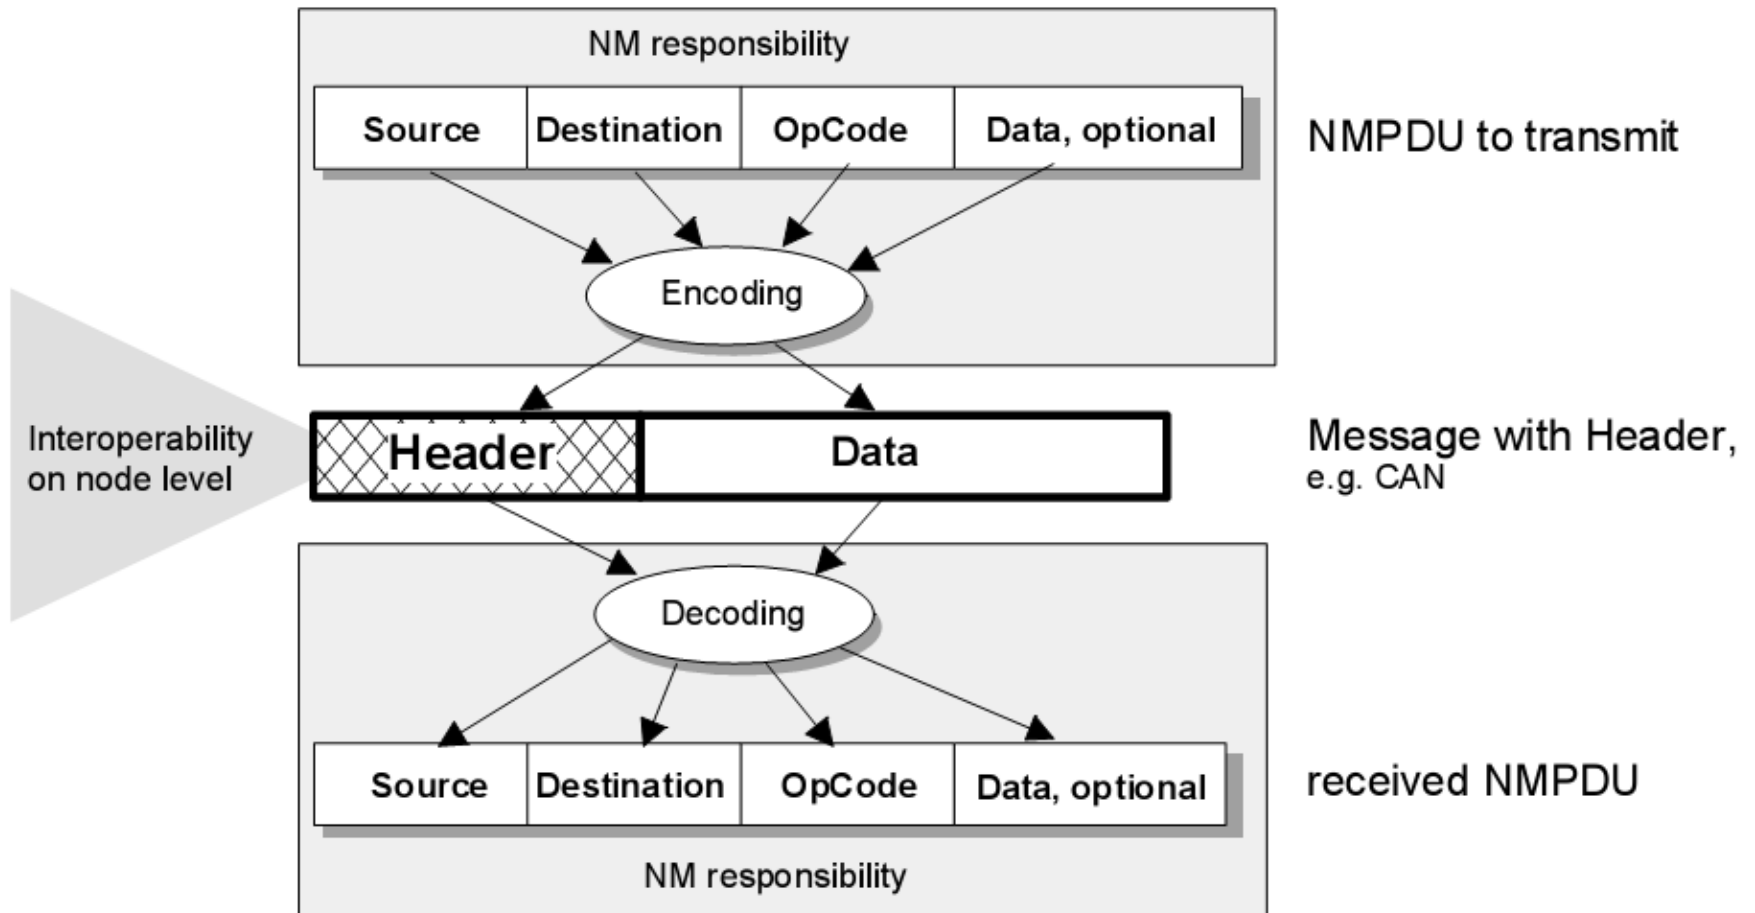 NM responsibility
Source Destination OpCode Data, optional
NMPDU to transmit
Encoding
Interoperability
on node level
Header Data
Message with Header,
e.g. CAN
Decoding
Source Destination OpCode Data, optional
received NMPDU
NM responsibility